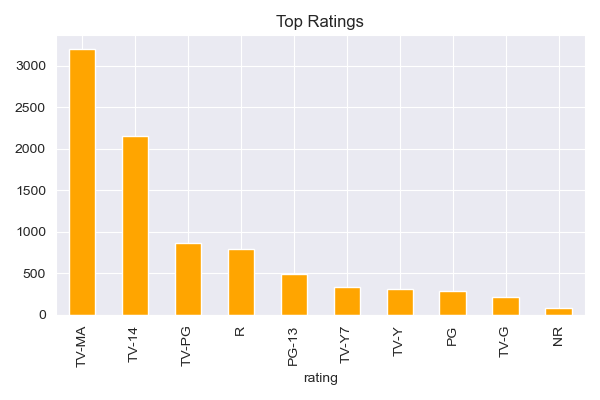 Top Ratings
3000
2500
2000
1500
1000
500
0
TV-MA
TV-14
TV-PG
R
PG-13
TV-Y7
TV-Y
PG
TV-G
NR
rating